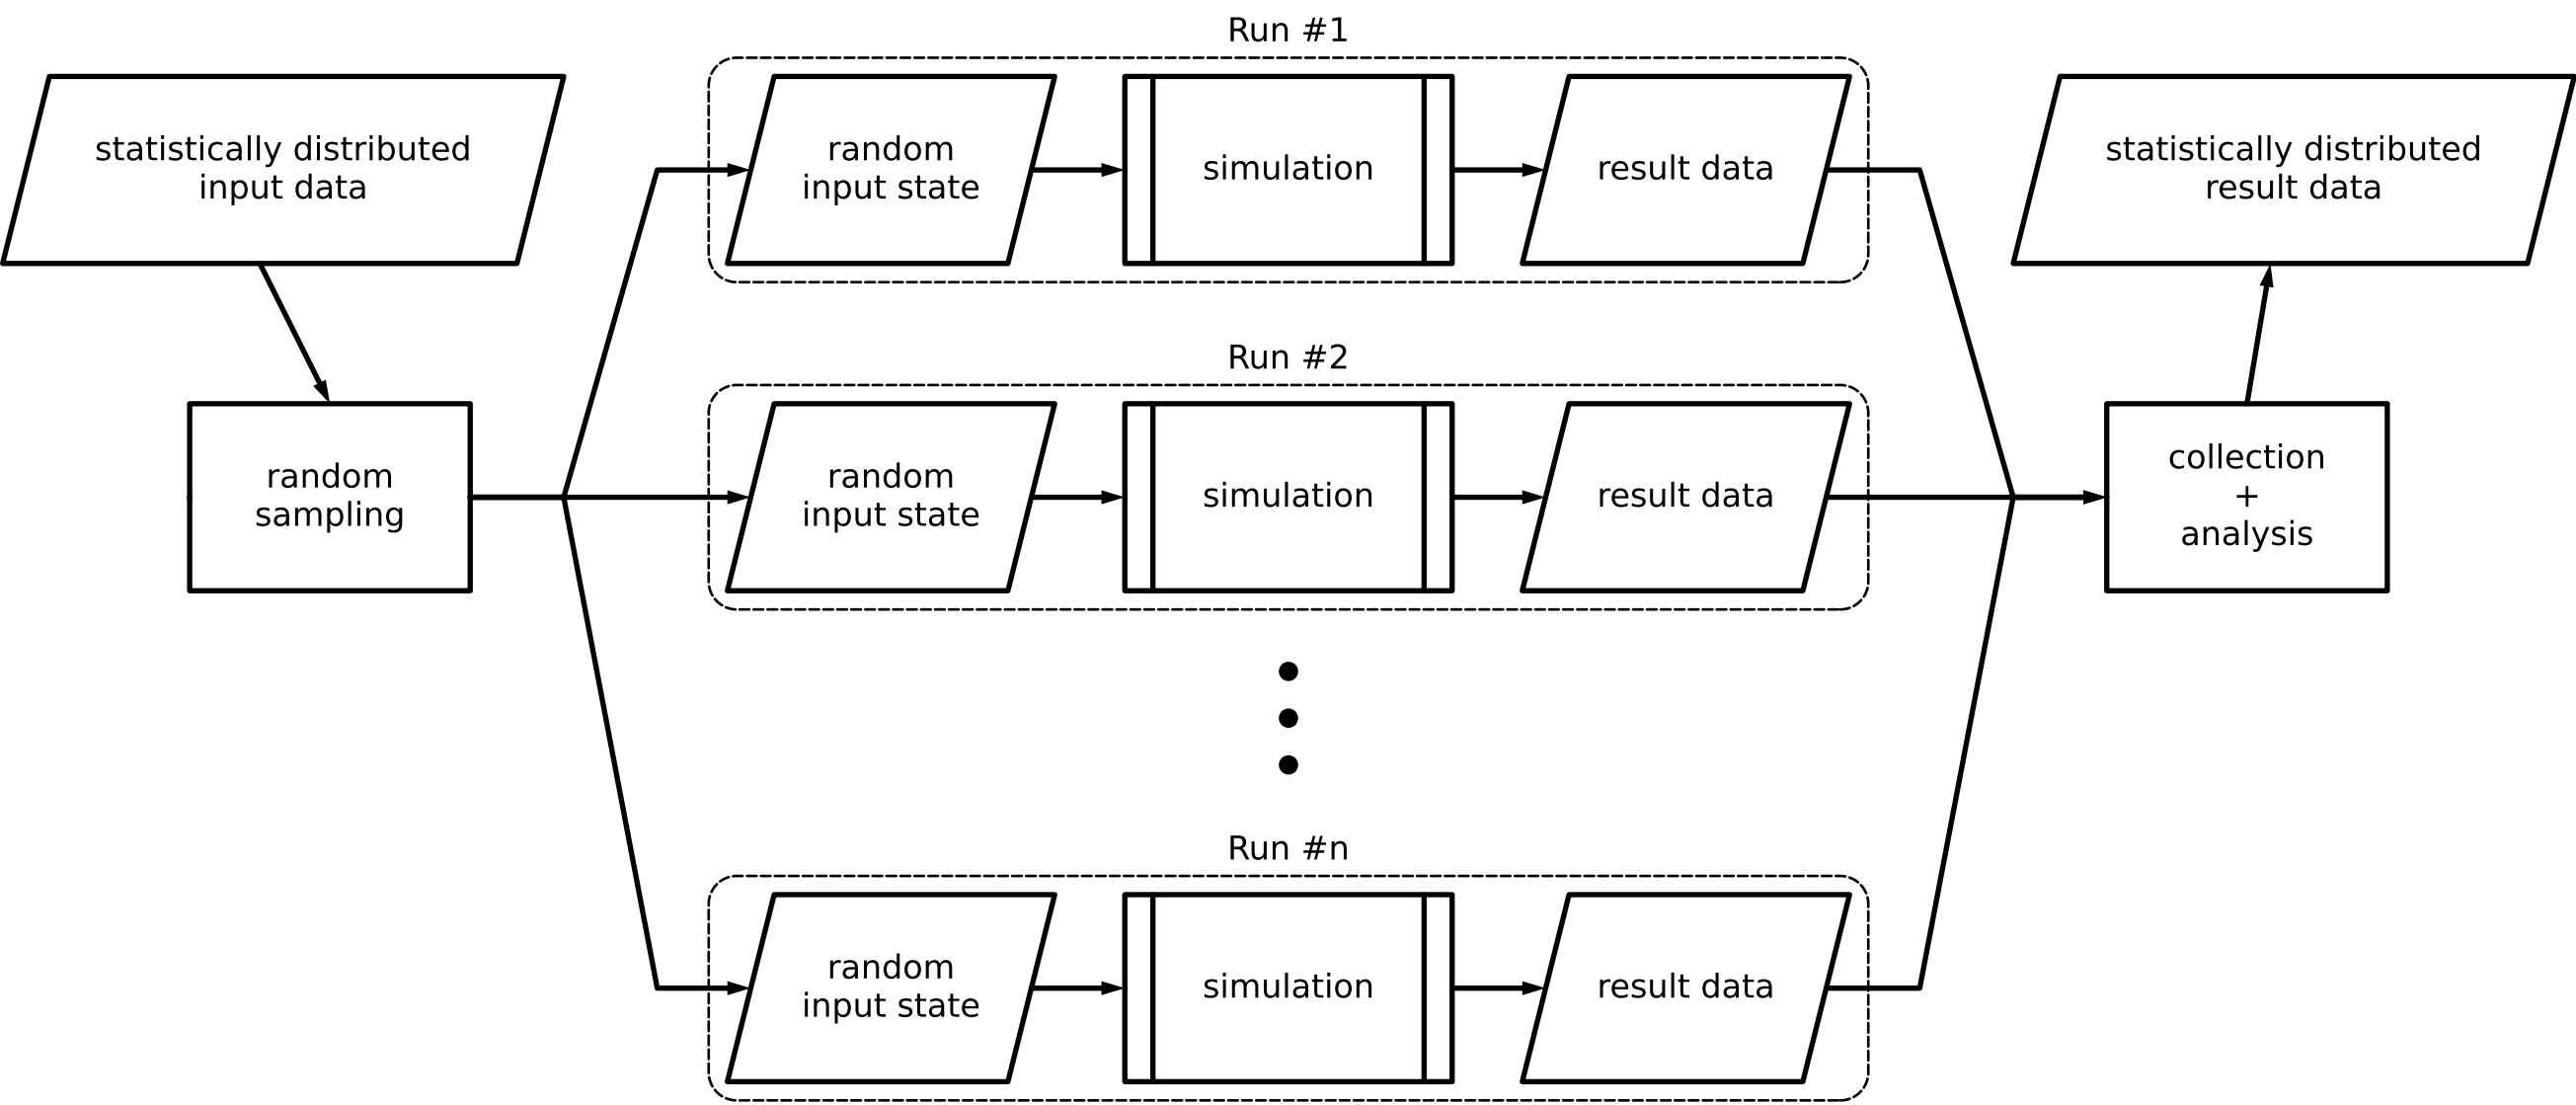 statistically distributed
input data
random
sampling
Run #1
random
input state
simulation
result data
Run #2
random
input state
simulation
result data
Run #n
random
input state
simulation
result data
collection
+
analysis
statistically distributed
result data